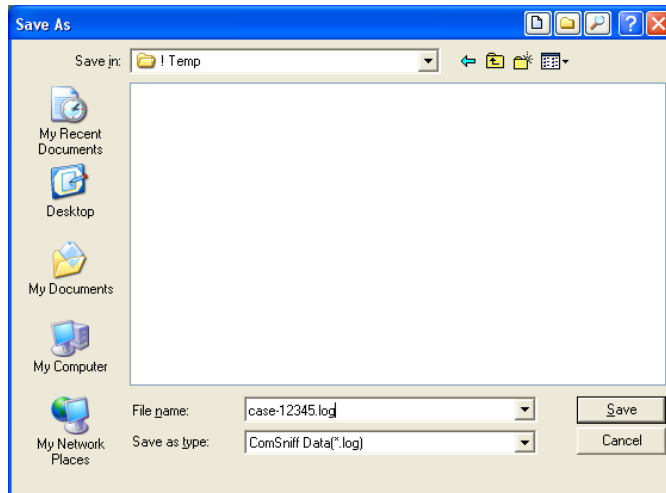 Save As
Save in:
! Temp
My Recent
Documents
Desktop
My Documents
My Computer
My Network
Places
File name:
case-12345.log
Save
Save as type:
ComSniff Data(*.log)
Cancel